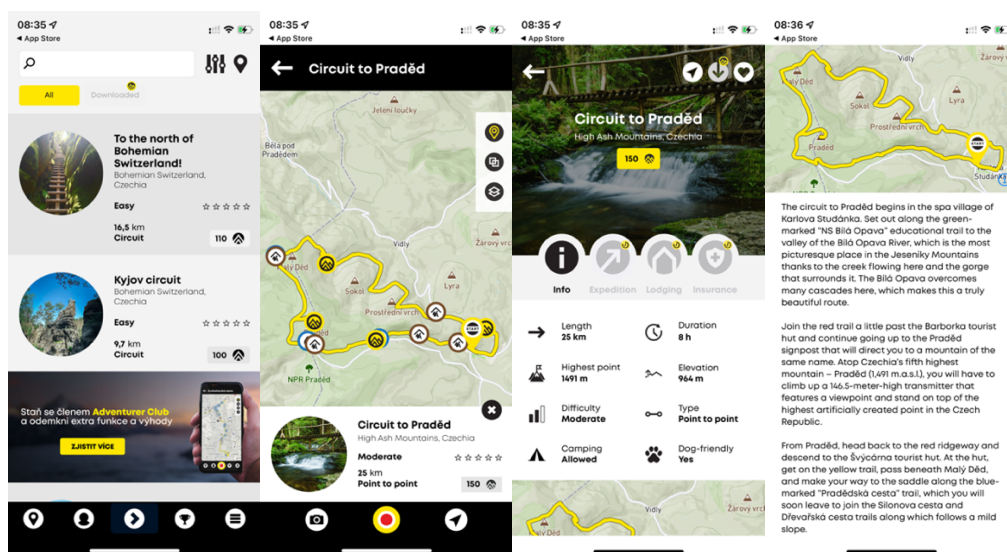 08:35
◄ App Store
All
Downloaded
To the north of
Bohemian
Switzerland!
Bohemian Switzerland,
Czechia
Easy
16,5 km
Circuit
110
Kyjov circuit
Bohemian Switzerland,
Czechia
Easy
9,7 km
Circuit
100
Staň se členem Adventurer Club
a odemkni extra funkce a výhody
ZJISTIT VÍCE
08:35
◄ App Store
Circuit to Praděd
Jelení loučky
Běla pod
Pradědem
Vidly
Žárový vrc
Malý Děd
Sokol
Lyra
Prostřední vrch
START
NPR Praděd
Circuit to Praděd
High Ash Mountains, Czechia
Moderate
25 km
Point to point
150
08:35
◄ App Store
Circuit to Praděd
High Ash Mountains, Czechia
150
Info
Expedition
Lodging
Insurance
Length
25 km
Duration
8 h
Highest point
1491 m
Elevation
964 m
Difficulty
Moderate
Type
Point to point
Camping
Allowed
Dog-friendly
Yes
Vidly
Žár
08:36
◄ App Store
Vidly
Žárový v
Malý Děd
Sokol
Lyra
Prostřední vrch
START
Praděd
Studánk
The circuit to Praděd begins in the spa village of
Karlova Studánka. Set out along the green-
marked "NS Bílá Opava" educational trail to the
valley of the Bílá Opava River, which is the most
picturesque place in the Jeseníky Mountains
thanks to the creek flowing here and the gorge
that surrounds it. The Bílá Opava overcomes
many cascades here, which makes this a truly
beautiful route.
Join the red trail a little past the Barborka tourist
hut and continue going up to the Praděd
signpost that will direct you to a mountain of the
same name. Atop Czechia's fifth highest
mountain – Praděd (1,491 m.a.s.l.), you will have to
climb up a 146.5-meter-high transmitter that
features a viewpoint and stand on top of the
highest artificially created point in the Czech
Republic.
From Praděd, head back to the red ridgeway and
descend to the Švýcárna tourist hut. At the hut,
get on the yellow trail, pass beneath Malý Děd,
and make your way to the saddle along the blue-
marked "Pradědská cesta" trail, which you will
soon leave to join the Silonova cesta and
Dřevařská cesta trails along which follows a mild
slope.